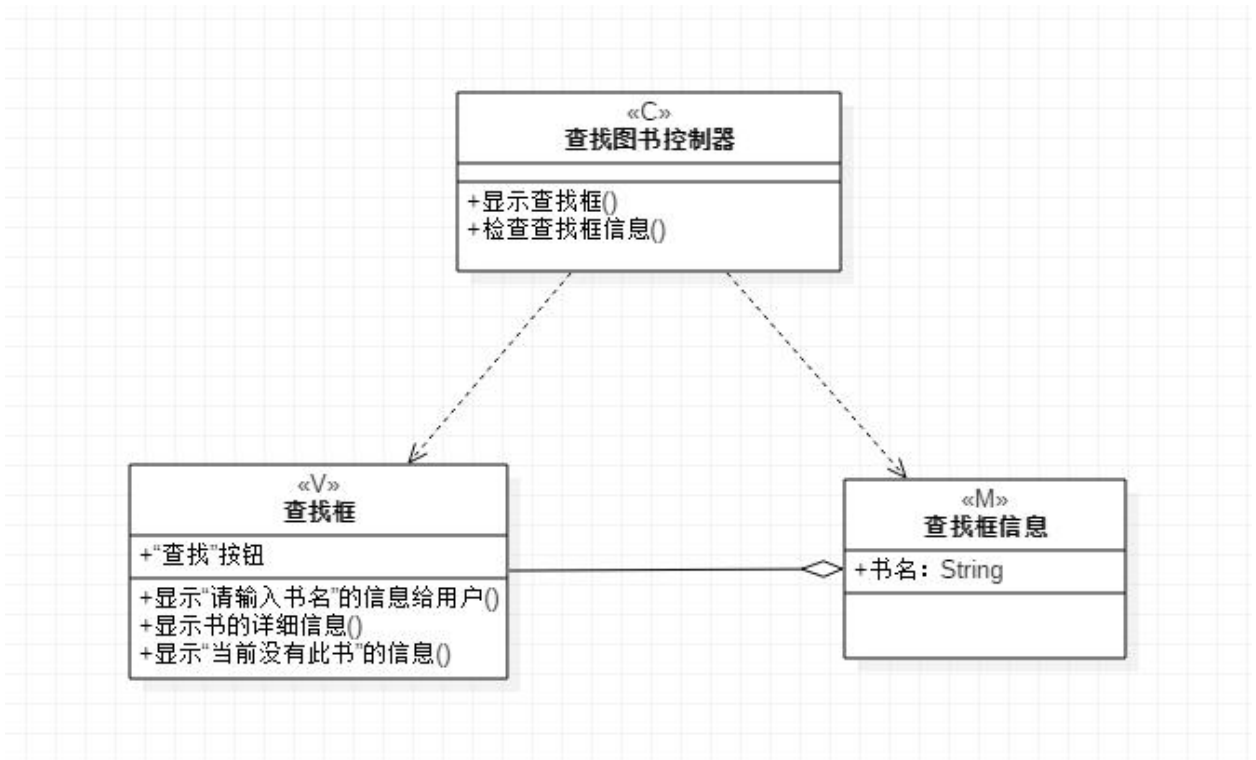 «C»
查找图书控制器
+显示查找框()
+检查查找框信息()
«V»
查找框
+“查找”按钮
+显示“请输入书名”的信息给用户()
+显示书的详细信息()
+显示“当前没有此书”的信息()
«M»
查找框信息
+书名：String